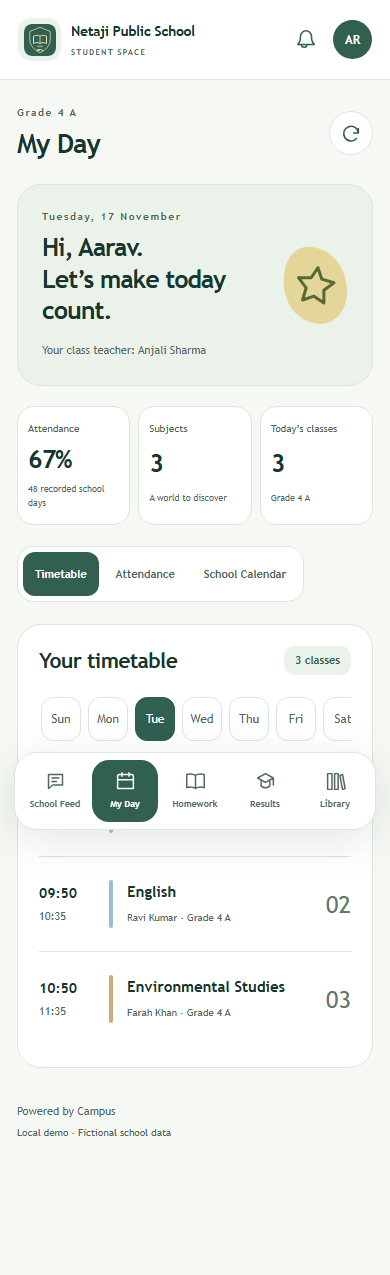 Netaji Public School
STUDENT SPACE
AR
Grade 4 A
My Day
Tuesday, 17 November
Hi, Aarav.
Let's make today
count.
Your class teacher: Anjali Sharma
Attendance
67%
48 recorded school
days
Subjects
3
A world to discover
Today's classes
3
Grade 4 A
Timetable
Attendance
School Calendar
Your timetable
3 classes
Sun
Mon
Tue
Wed
Thu
Fri
Sat
School Feed
My Day
Homework
Results
Library
09:50
10:35
English
Ravi Kumar · Grade 4 A
02
10:50
11:35
Environmental Studies
Farah Khan · Grade 4 A
03
Powered by Campus
Local demo · Fictional school data